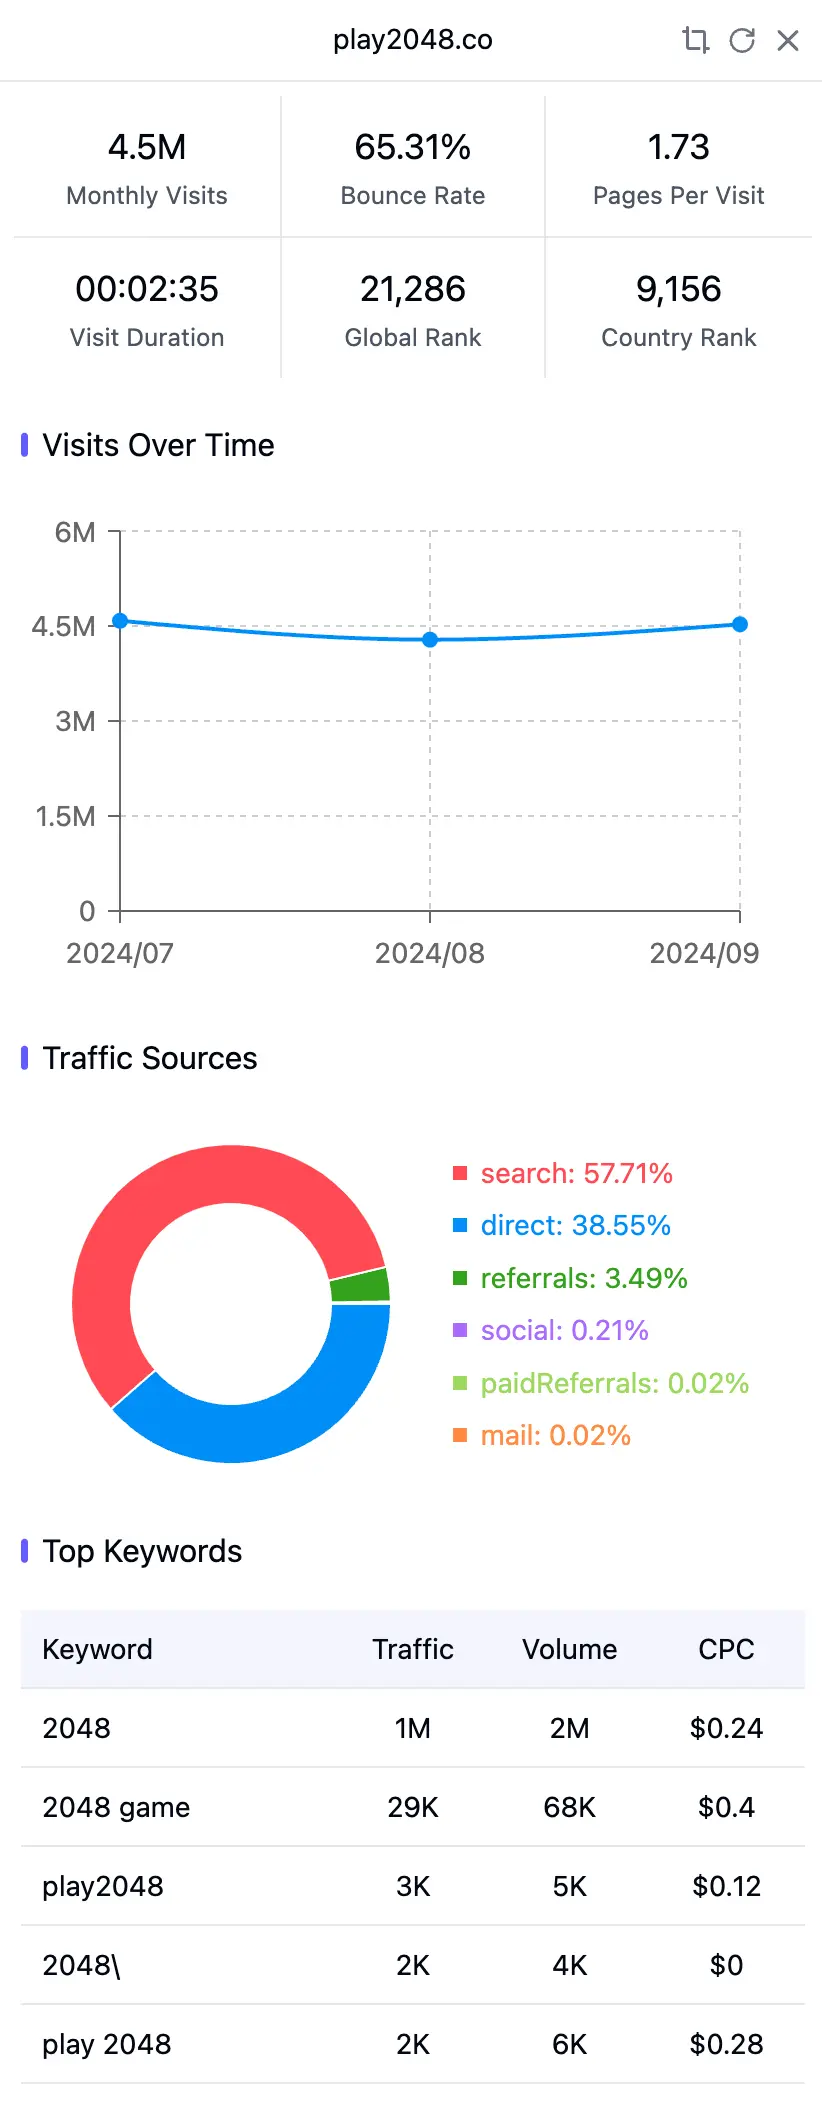 play2048.co
4.5M
Monthly Visits
65.31%
Bounce Rate
1.73
Pages Per Visit
00:02:35
Visit Duration
21,286
Global Rank
9,156
Country Rank
Visits Over Time
6M
4.5M
3M
1.5M
0
2024/07
2024/08
2024/09
Traffic Sources
search: 57.71%
direct: 38.55%
referrals: 3.49%
social: 0.21%
paidReferrals: 0.02%
mail: 0.02%
Top Keywords
Keyword Traffic Volume CPC
2048 1M 2M $0.24
2048 game 29K 68K $0.4
play2048 3K 5K $0.12
2048\ 2K 4K $0
play 2048 2K 6K $0.28